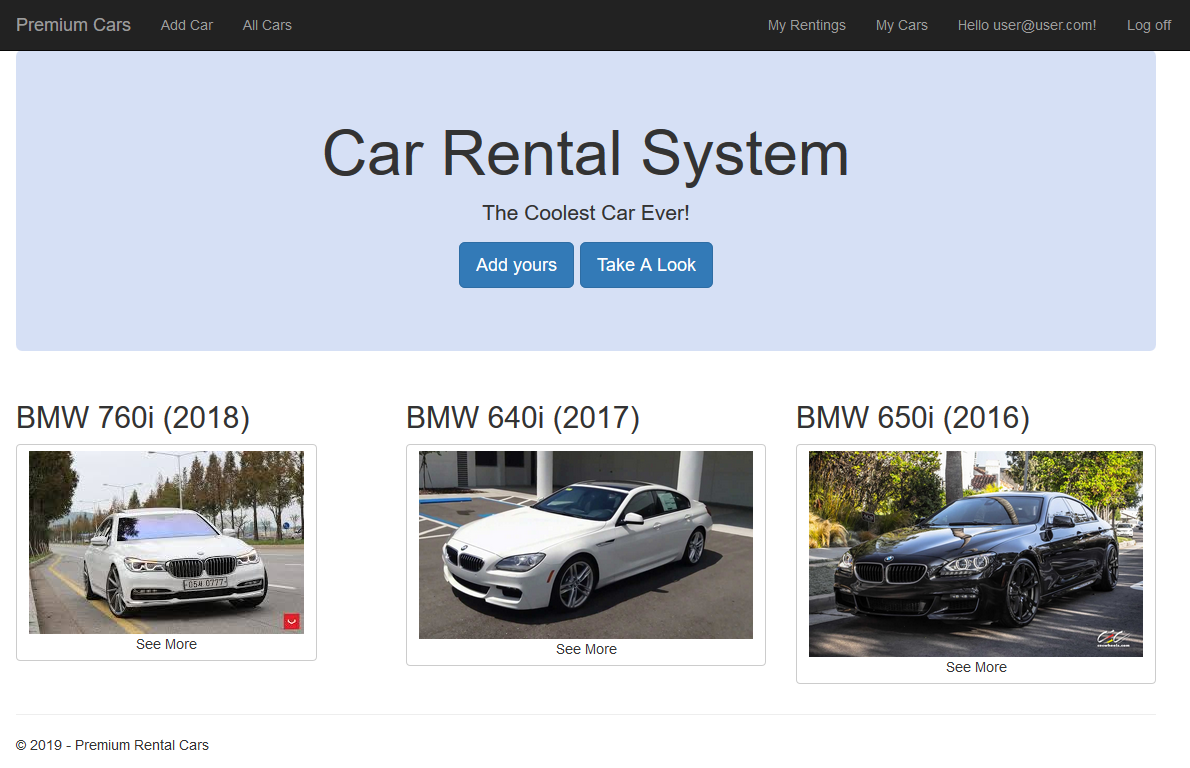 Premium Cars Add Car All Cars My Rentings My Cars Hello user@user.com! Log off
Car Rental System
The Coolest Car Ever!
Add yours Take A Look
BMW 760i (2018) BMW 640i (2017) BMW 650i (2016)
See More
See More
See More
© 2019 - Premium Rental Cars